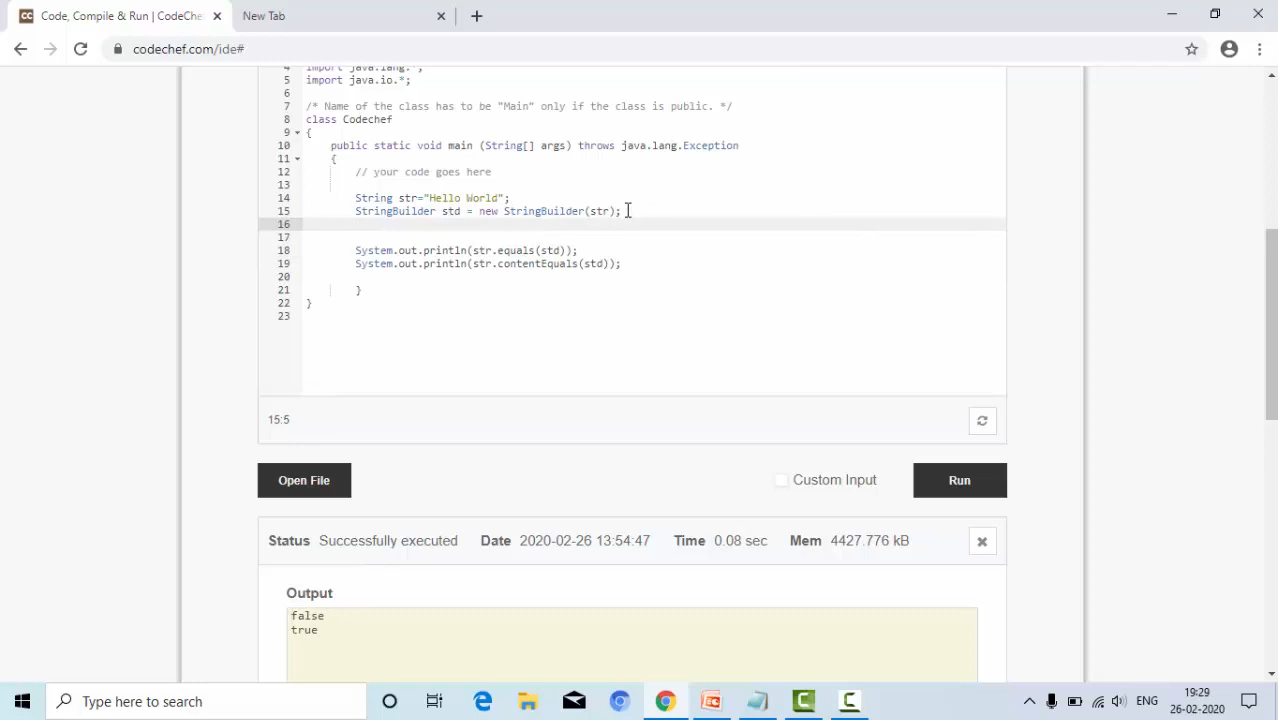 Code, Compile & Run | CodeChe
New Tab
codechef.com/ide#
4 import java.lang.*;
5 import java.io.*;
6
7 /* Name of the class has to be "Main" only if the class is public. */
8 class Codechef
9 {
10 public static void main (String[] args) throws java.lang.Exception
11 {
12 // your code goes here
13
14 String str="Hello World";
15 StringBuilder std = new StringBuilder(str);
16
17
18 System.out.println(str.equals(std));
19 System.out.println(str.contentEquals(std));
20
21 }
22 }
23
15:5
Open File
Custom Input
Run
Status Successfully executed Date 2020-02-26 13:54:47 Time 0.08 sec Mem 4427.776 kB
Output
false
true
Type here to search
ENG
19:29
26-02-2020